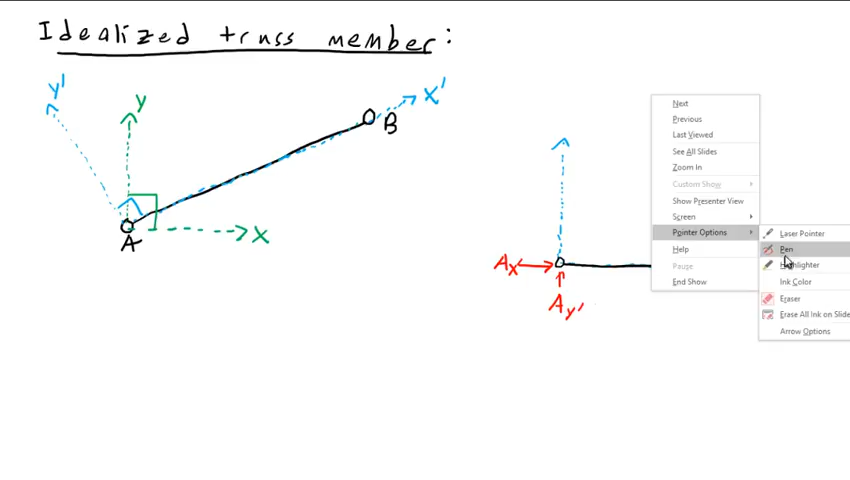 Idealized truss member:
y'
y
x'
B
A
x
Ax
Ay'
Next
Previous
Last Viewed
See All Slides
Zoom In
Custom Show
Show Presenter View
Screen
Pointer Options
Help
Pause
End Show
Laser Pointer
Pen
Highlighter
Ink Color
Eraser
Erase All Ink on Slide
Arrow Options